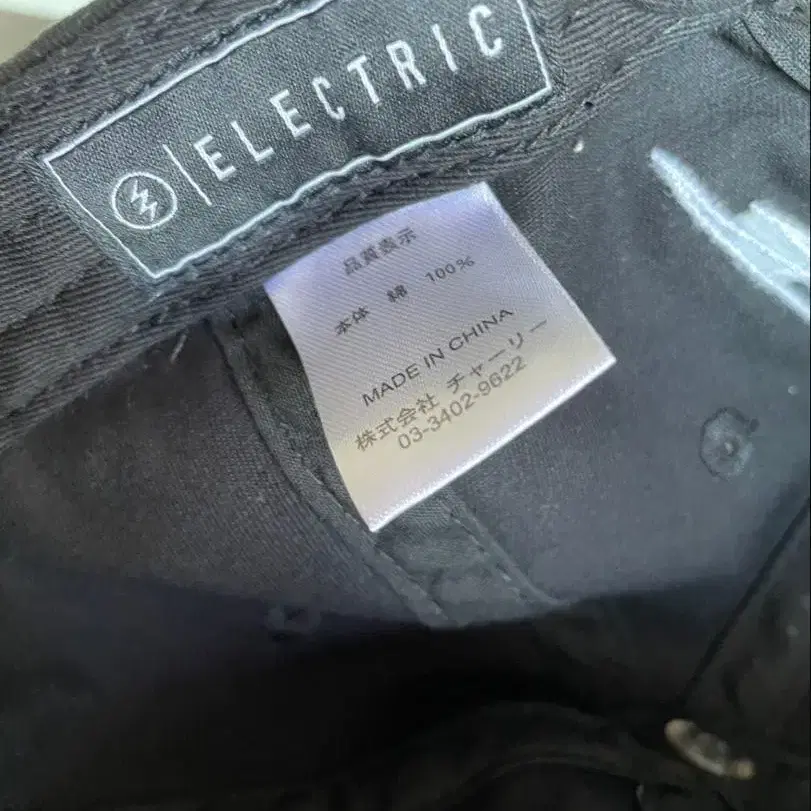 ELECTRIC
品質表示
本体 綿 100%
MADE IN CHINA
株式会社 チャーリー
03-3402-9622